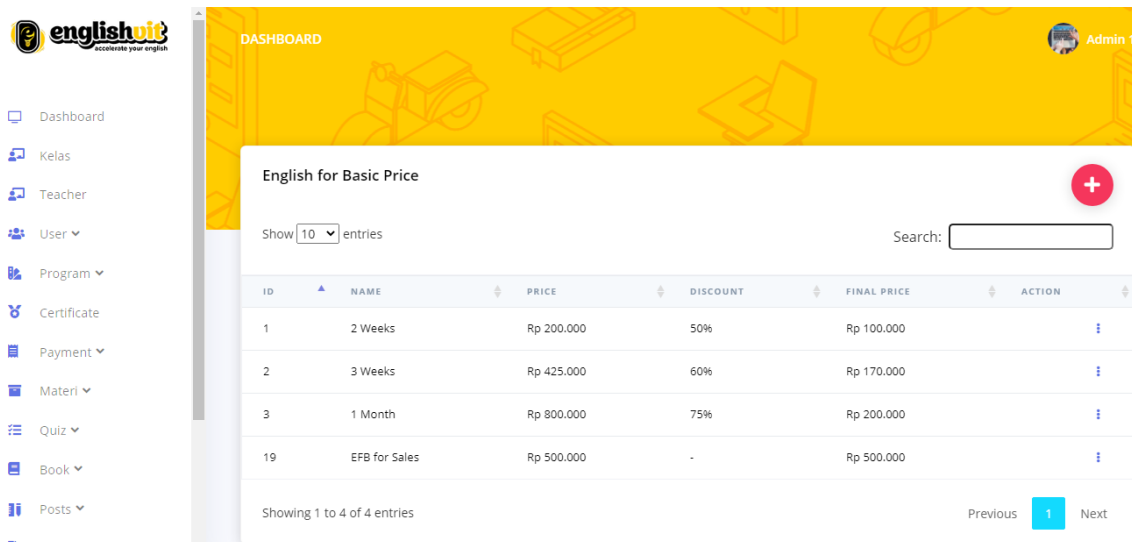 englishvit
accelerate your english
Dashboard
Kelas
Teacher
User
Program
Certificate
Payment
Materi
Quiz
Book
Posts
DASHBOARD
Admin 1
English for Basic Price
+
Show 10 entries
Search:
ID NAME PRICE DISCOUNT FINAL PRICE ACTION
1 2 Weeks Rp 200.000 50% Rp 100.000
2 3 Weeks Rp 425.000 60% Rp 170.000
3 1 Month Rp 800.000 75% Rp 200.000
19 EFB for Sales Rp 500.000 - Rp 500.000
Showing 1 to 4 of 4 entries
Previous 1 Next